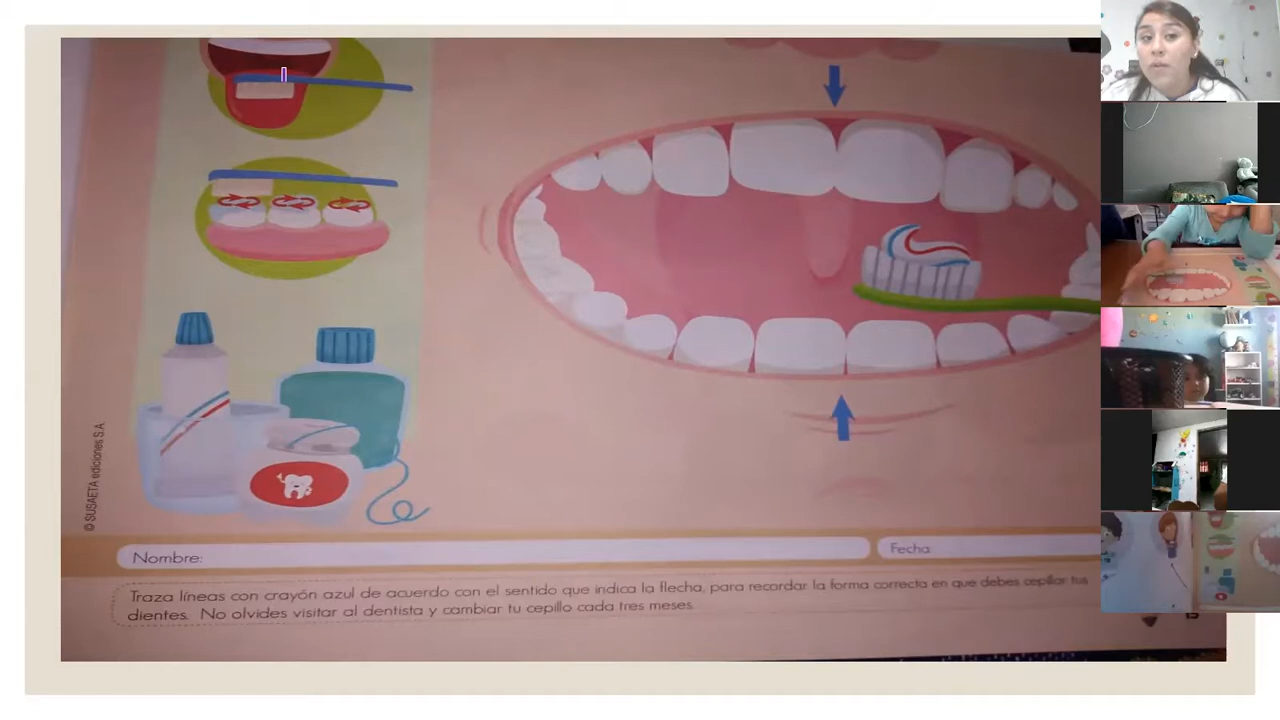 © SUSAETA ediciones S.A.
Nombre:
Fecha:
Traza líneas con crayón azul de acuerdo con el sentido que indica la flecha, para recordar la forma correcta en que debes cepillar tus
dientes. No olvides visitar al dentista y cambiar tu cepillo cada tres meses.